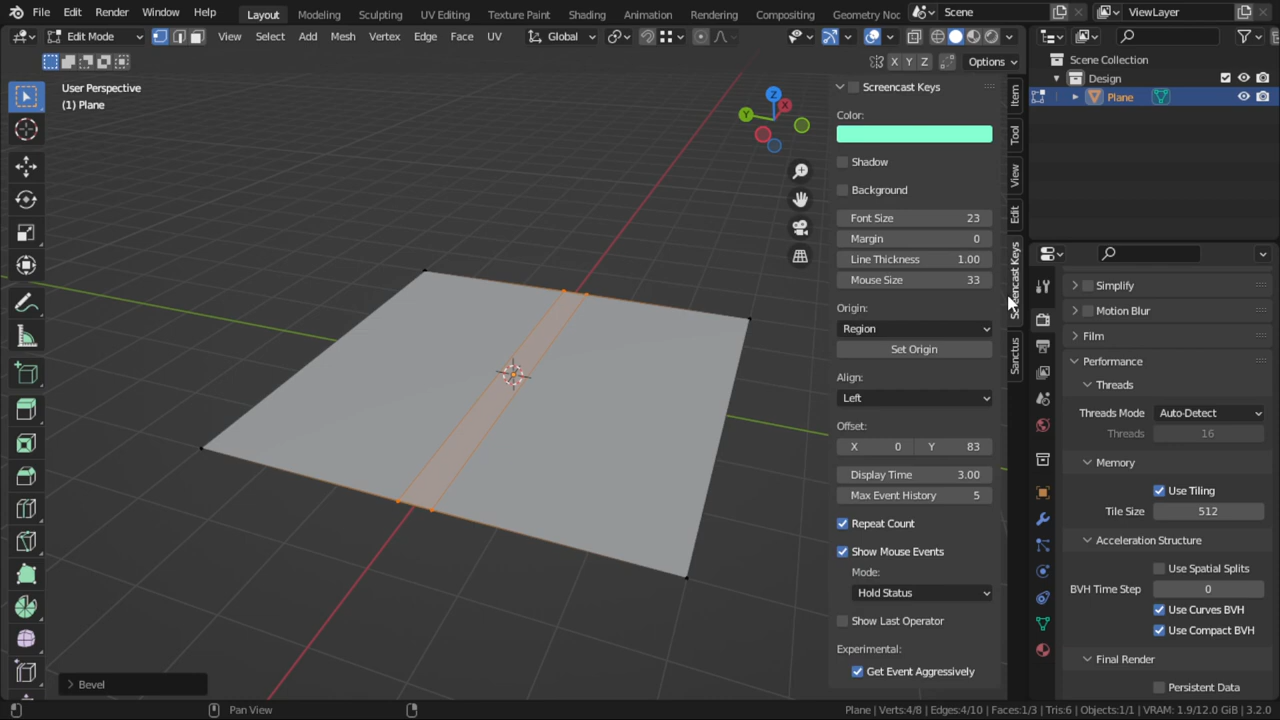 File Edit Render Window Help Layout Modeling Sculpting UV Editing Texture Paint Shading Animation Rendering Compositing Geometry Noc Scene ViewLayer
Edit Mode View Select Add Mesh Vertex Edge Face UV Global
X Y Z Options
Scene Collection
Design
Plane
User Perspective
(1) Plane
Z
X
Y
Screencast Keys
Color:
Shadow
Background
Font Size 23
Margin 0
Line Thickness 1.00
Mouse Size 33
Origin:
Region
Set Origin
Align:
Left
Offset:
X 0 Y 83
Display Time 3.00
Max Event History 5
Repeat Count
Show Mouse Events
Mode:
Hold Status
Show Last Operator
Experimental:
Get Event Aggressively
Item
Tool
View
Edit
Screencast Keys
Sanctus
Simplify
Motion Blur
Film
Performance
Threads
Threads Mode Auto-Detect
Threads 16
Memory
Use Tiling
Tile Size 512
Acceleration Structure
Use Spatial Splits
BVH Time Step 0
Use Curves BVH
Use Compact BVH
Final Render
Persistent Data
Bevel
Pan View
Plane | Verts:4/8 | Edges:4/10 | Faces:1/3 | Tris:6 | Objects:1/1 | VRAM: 1.9/12.0 GiB | 3.2.0